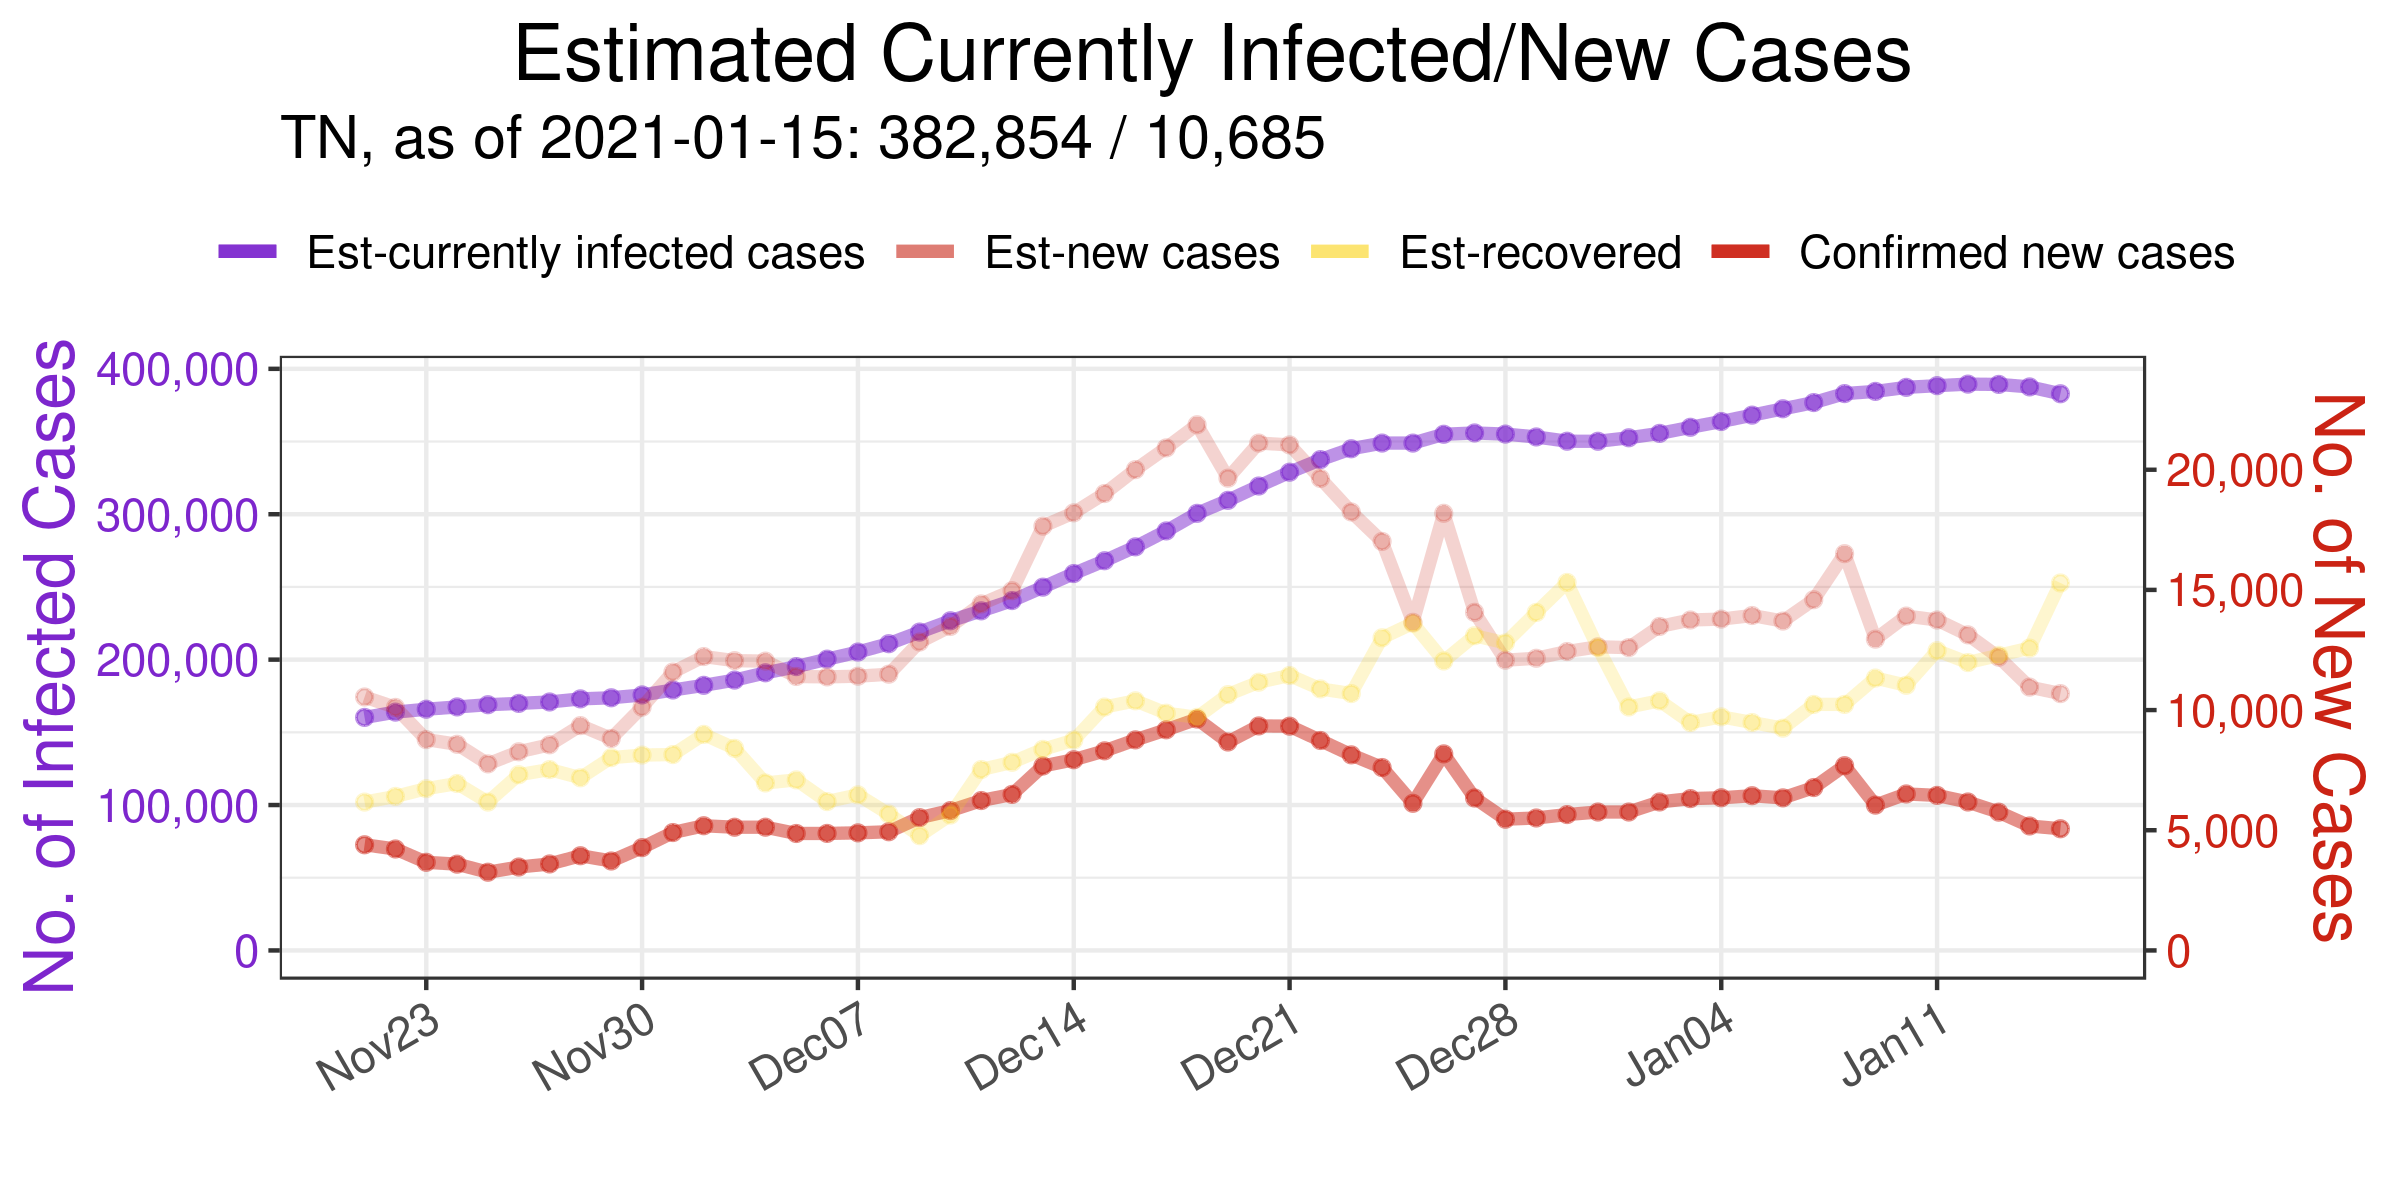 Estimated Currently Infected/New Cases
TN, as of 2021-01-15: 382,854 / 10,685
Est-currently infected cases Est-new cases Est-recovered Confirmed new cases
No. of Infected Cases
400,000
300,000
200,000
100,000
0
20,000
15,000
10,000
5,000
0
No. of New Cases
Nov23 Nov30 Dec07 Dec14 Dec21 Dec28 Jan04 Jan11